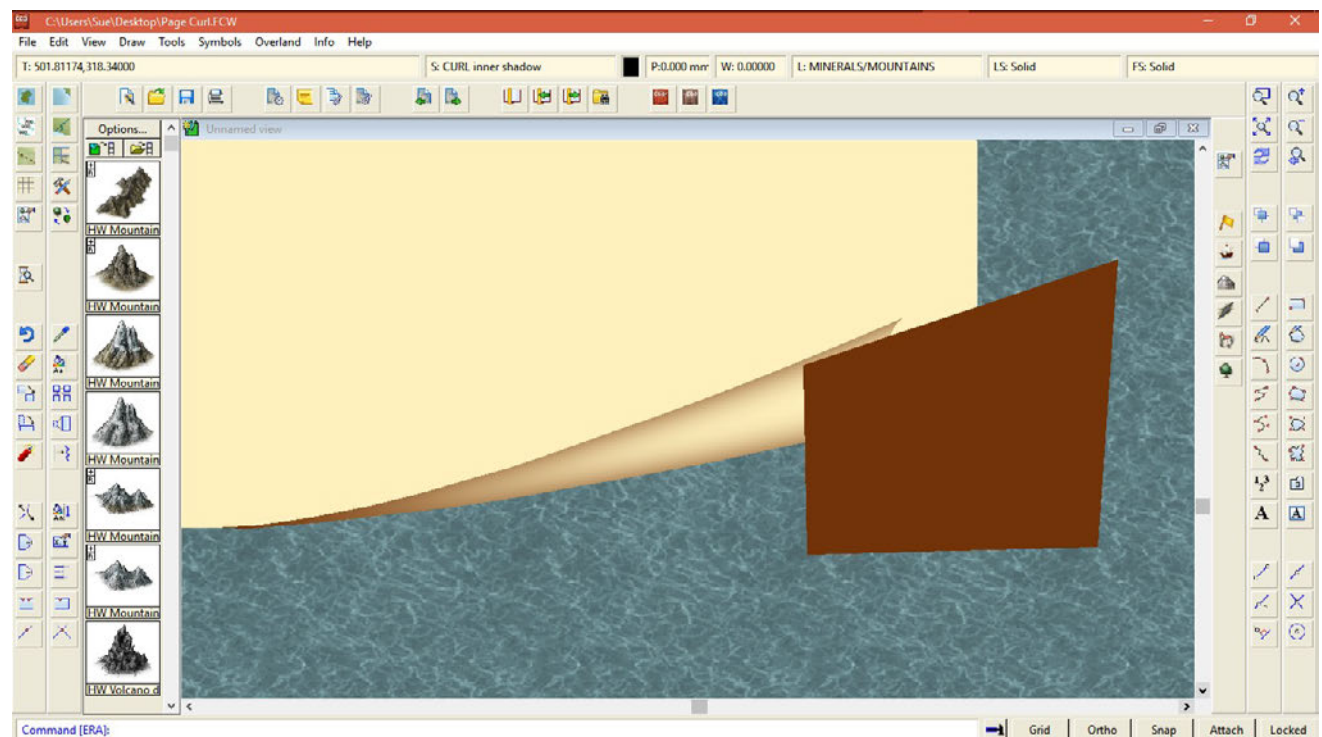 C:\Users\Sue\Desktop\Page Curl.FCW
File Edit View Draw Tools Symbols Overland Info Help
T: 501.81174,318.34000 S: CURL inner shadow P:0.000 mm W: 0.00000 L: MINERALS/MOUNTAINS LS: Solid FS: Solid
Options...
Unnamed view
HW Mountain
HW Mountain
HW Mountain
HW Mountain
HW Mountain
HW Mountain
HW Volcano d
Command [ERA]: Grid Ortho Snap Attach Locked